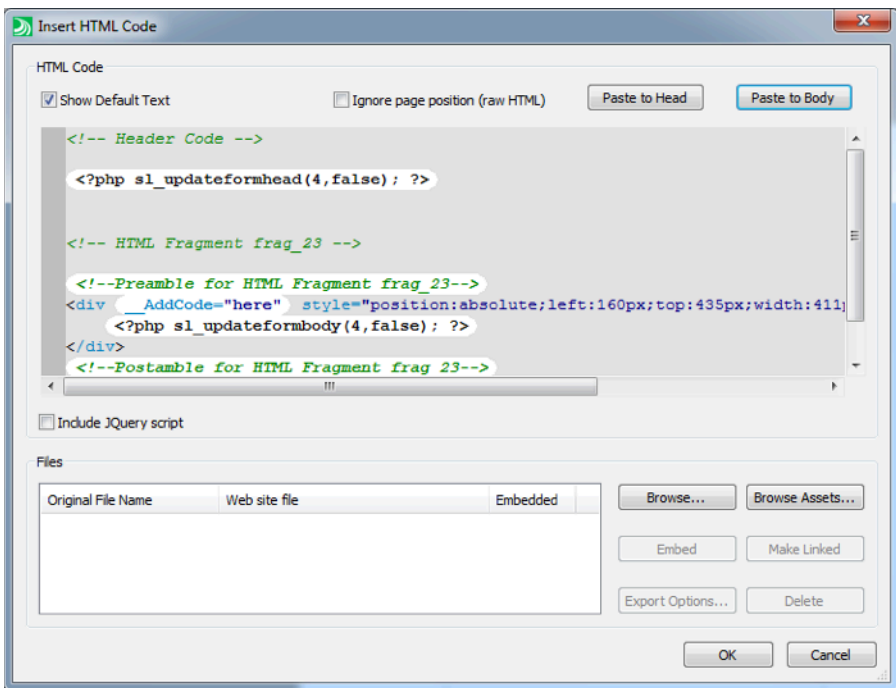 Insert HTML Code
HTML Code
Show Default Text
Ignore page position (raw HTML)
Paste to Head
Paste to Body
<!-- Header Code -->
<?php sl_updateformhead(4,false); ?>
<!-- HTML Fragment frag_23 -->
<!--Preamble for HTML Fragment frag_23-->
<div __AddCode="here" style="position:absolute;left:160px;top:435px;width:411p
<?php sl_updateformbody(4,false); ?>
</div>
<!--Postamble for HTML Fragment frag 23-->
Include JQuery script
Files
Original File Name Web site file Embedded
Browse... Browse Assets...
Embed Make Linked
Export Options... Delete
OK Cancel